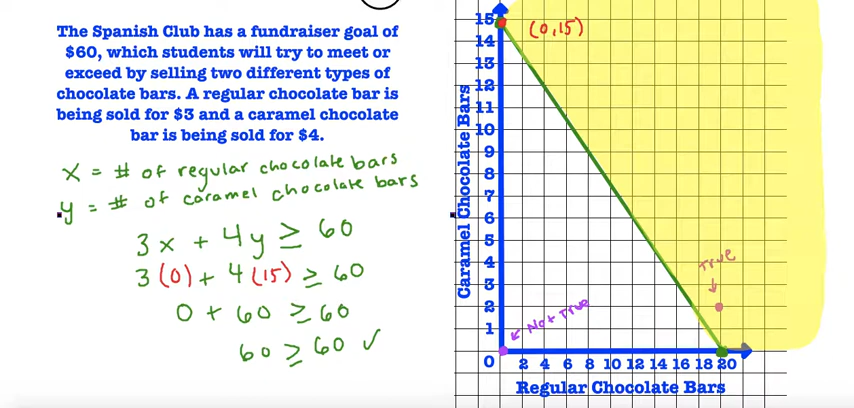 The Spanish Club has a fundraiser goal of
$60, which students will try to meet or
exceed by selling two different types of
chocolate bars. A regular chocolate bar is
being sold for $3 and a caramel chocolate
bar is being sold for $4.
x = # of regular chocolate bars
y = # of caramel chocolate bars
3x + 4y ≥ 60
3(0) + 4(15) ≥ 60
0 + 60 ≥ 60
60 ≥ 60 ✓
Caramel Chocolate Bars
15
14
13
12
11
10
9
8
7
6
5
4
3
2
1
(0,15)
True
Not True
0 2 4 6 8 10 12 14 16 18 20
Regular Chocolate Bars